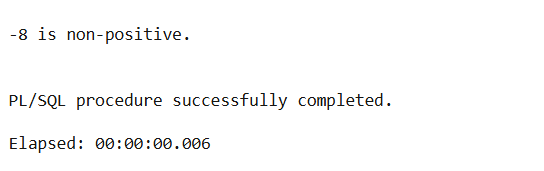 -8 is non-positive.
PL/SQL procedure successfully completed.
Elapsed: 00:00:00.006